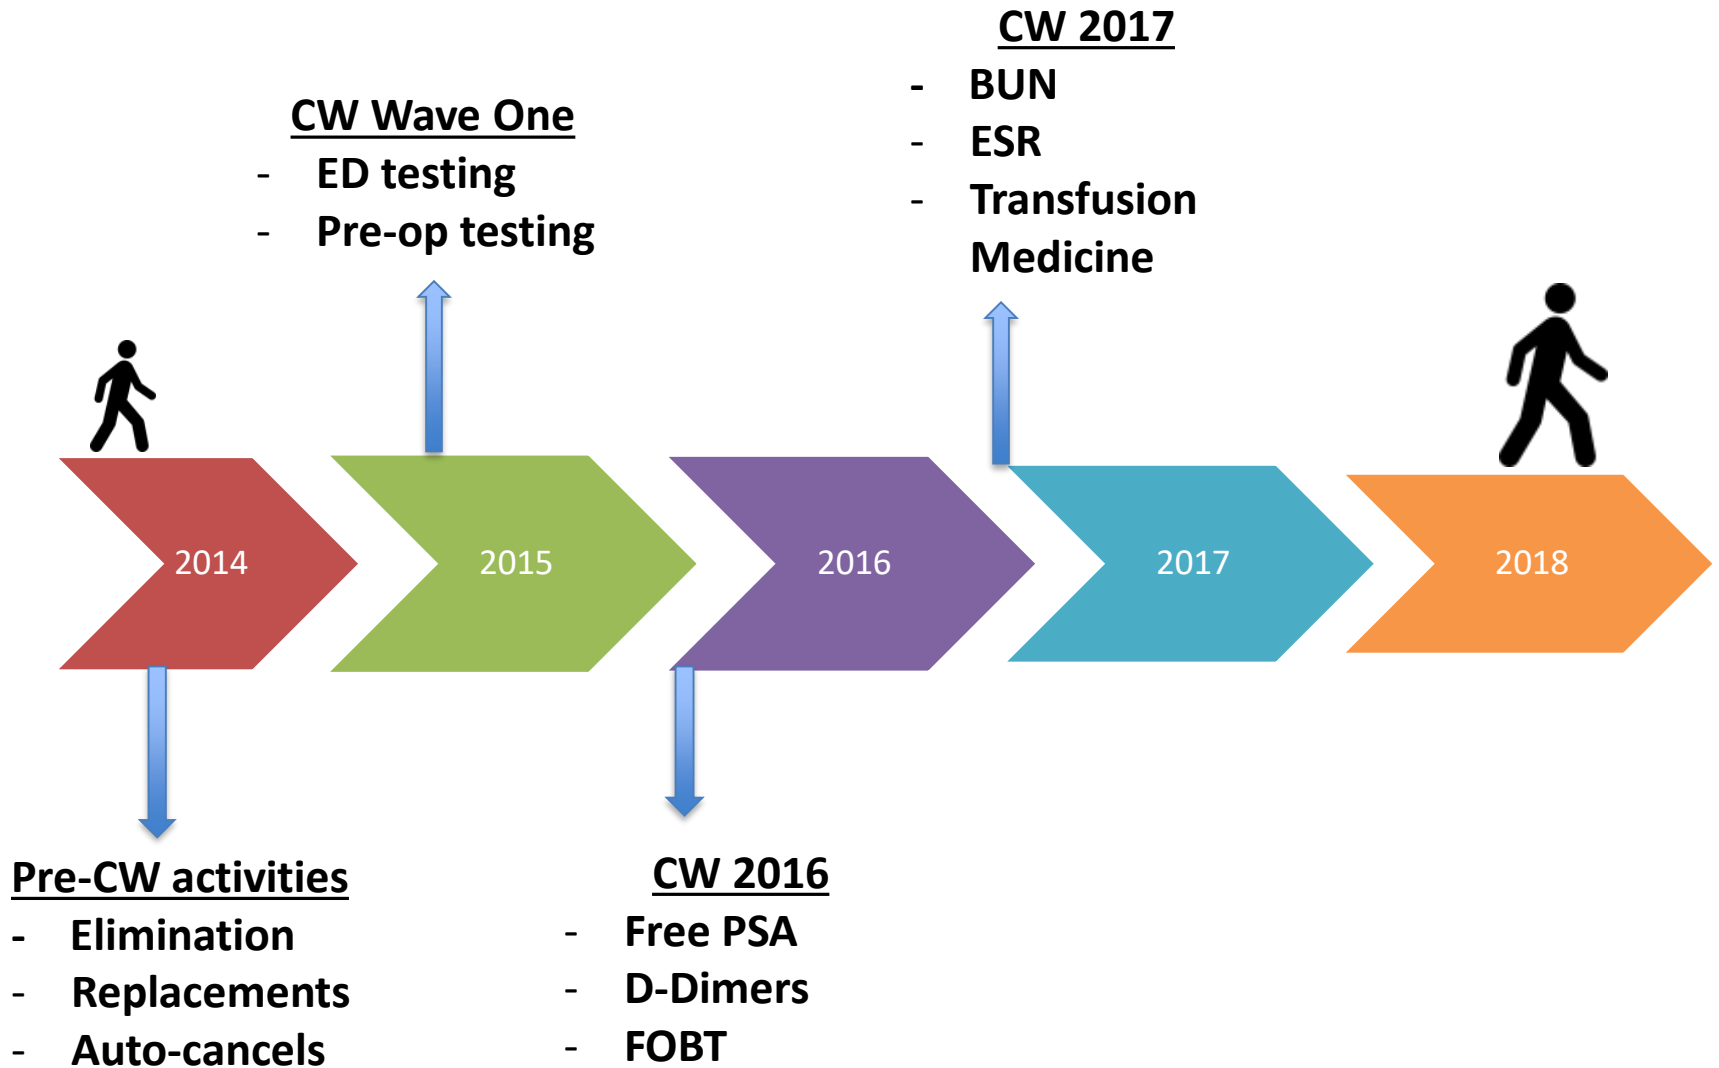 CW 2017
- BUN
- ESR
- Transfusion
Medicine
CW Wave One
- ED testing
- Pre-op testing
2014
2015
2016
2017
2018
Pre-CW activities
- Elimination
- Replacements
- Auto-cancels
CW 2016
- Free PSA
- D-Dimers
- FOBT